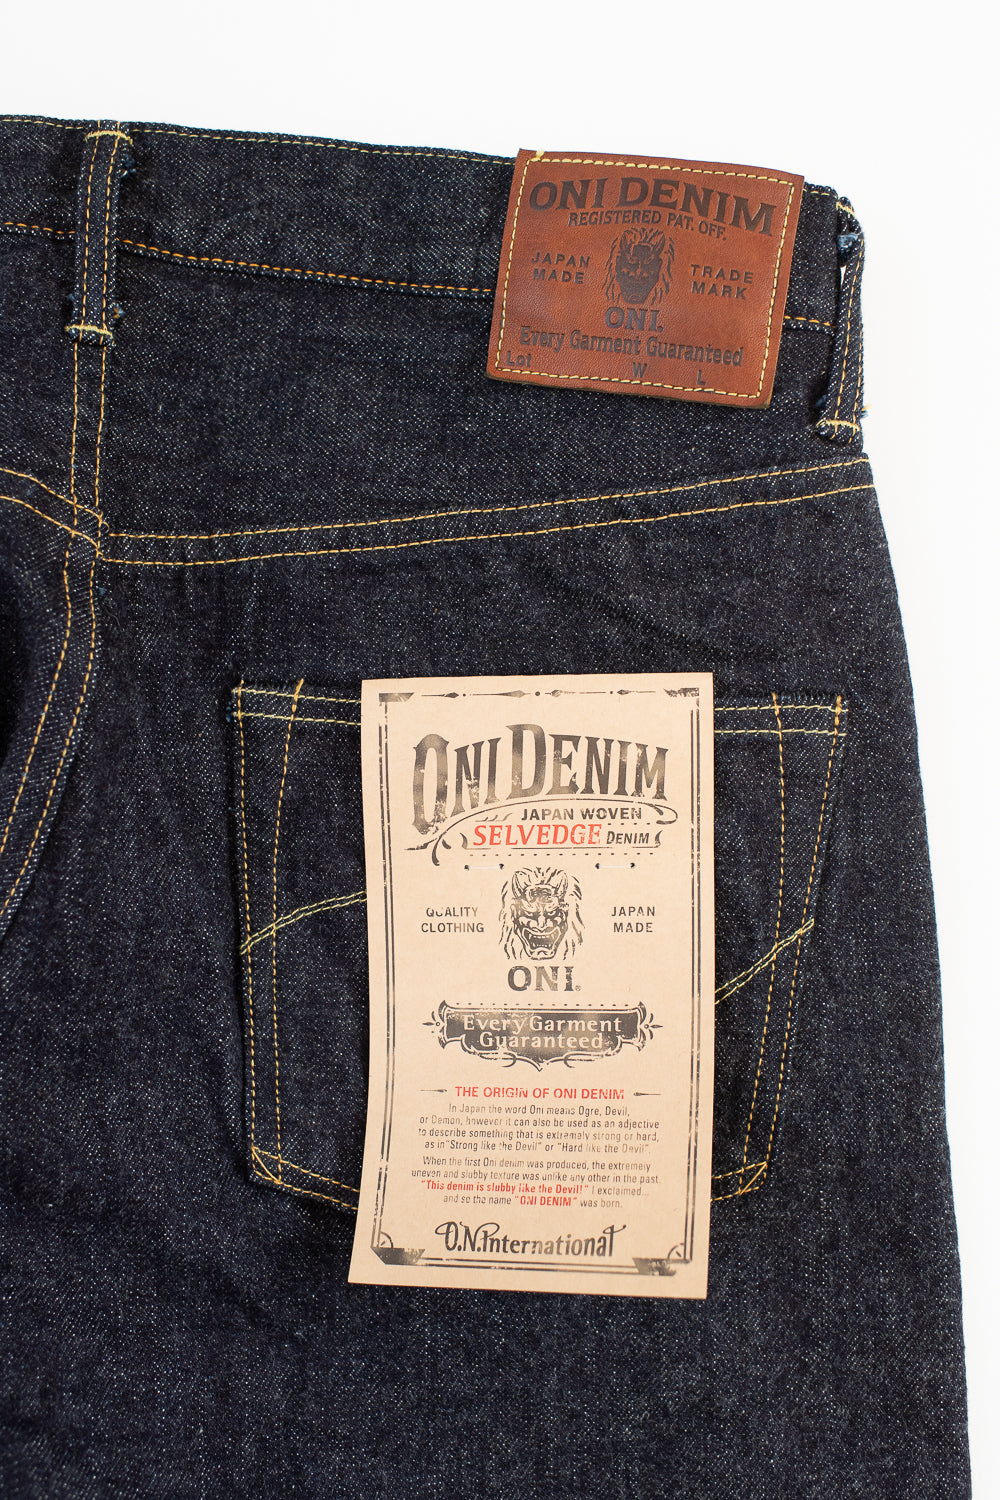 ONI DENIM
REGISTERED PAT. OFF.
JAPAN
MADE
TRADE
MARK
ONI.
Every Garment Guaranteed
Lot W L
ONI DENIM
JAPAN WOVEN
SELVEDGE DENIM
QUALITY
CLOTHING
JAPAN
MADE
ONI®
Every Garment
Guaranteed
THE ORIGIN OF ONI DENIM
In Japan the word Oni means Ogre, Devil,
or Demon, however it can also be used as an adjective
to describe something that is extremaly strong or hard,
as in"Strong like the Devil" or "Hard like the Devil".
When the first Oni denim was produced, the extremely
uneven and slubby texture was unlike any other in the past.
"This denim is slubby like the Devil!" I exclaimed...
and so the name "ONI DENIM" was born.
O.N.International